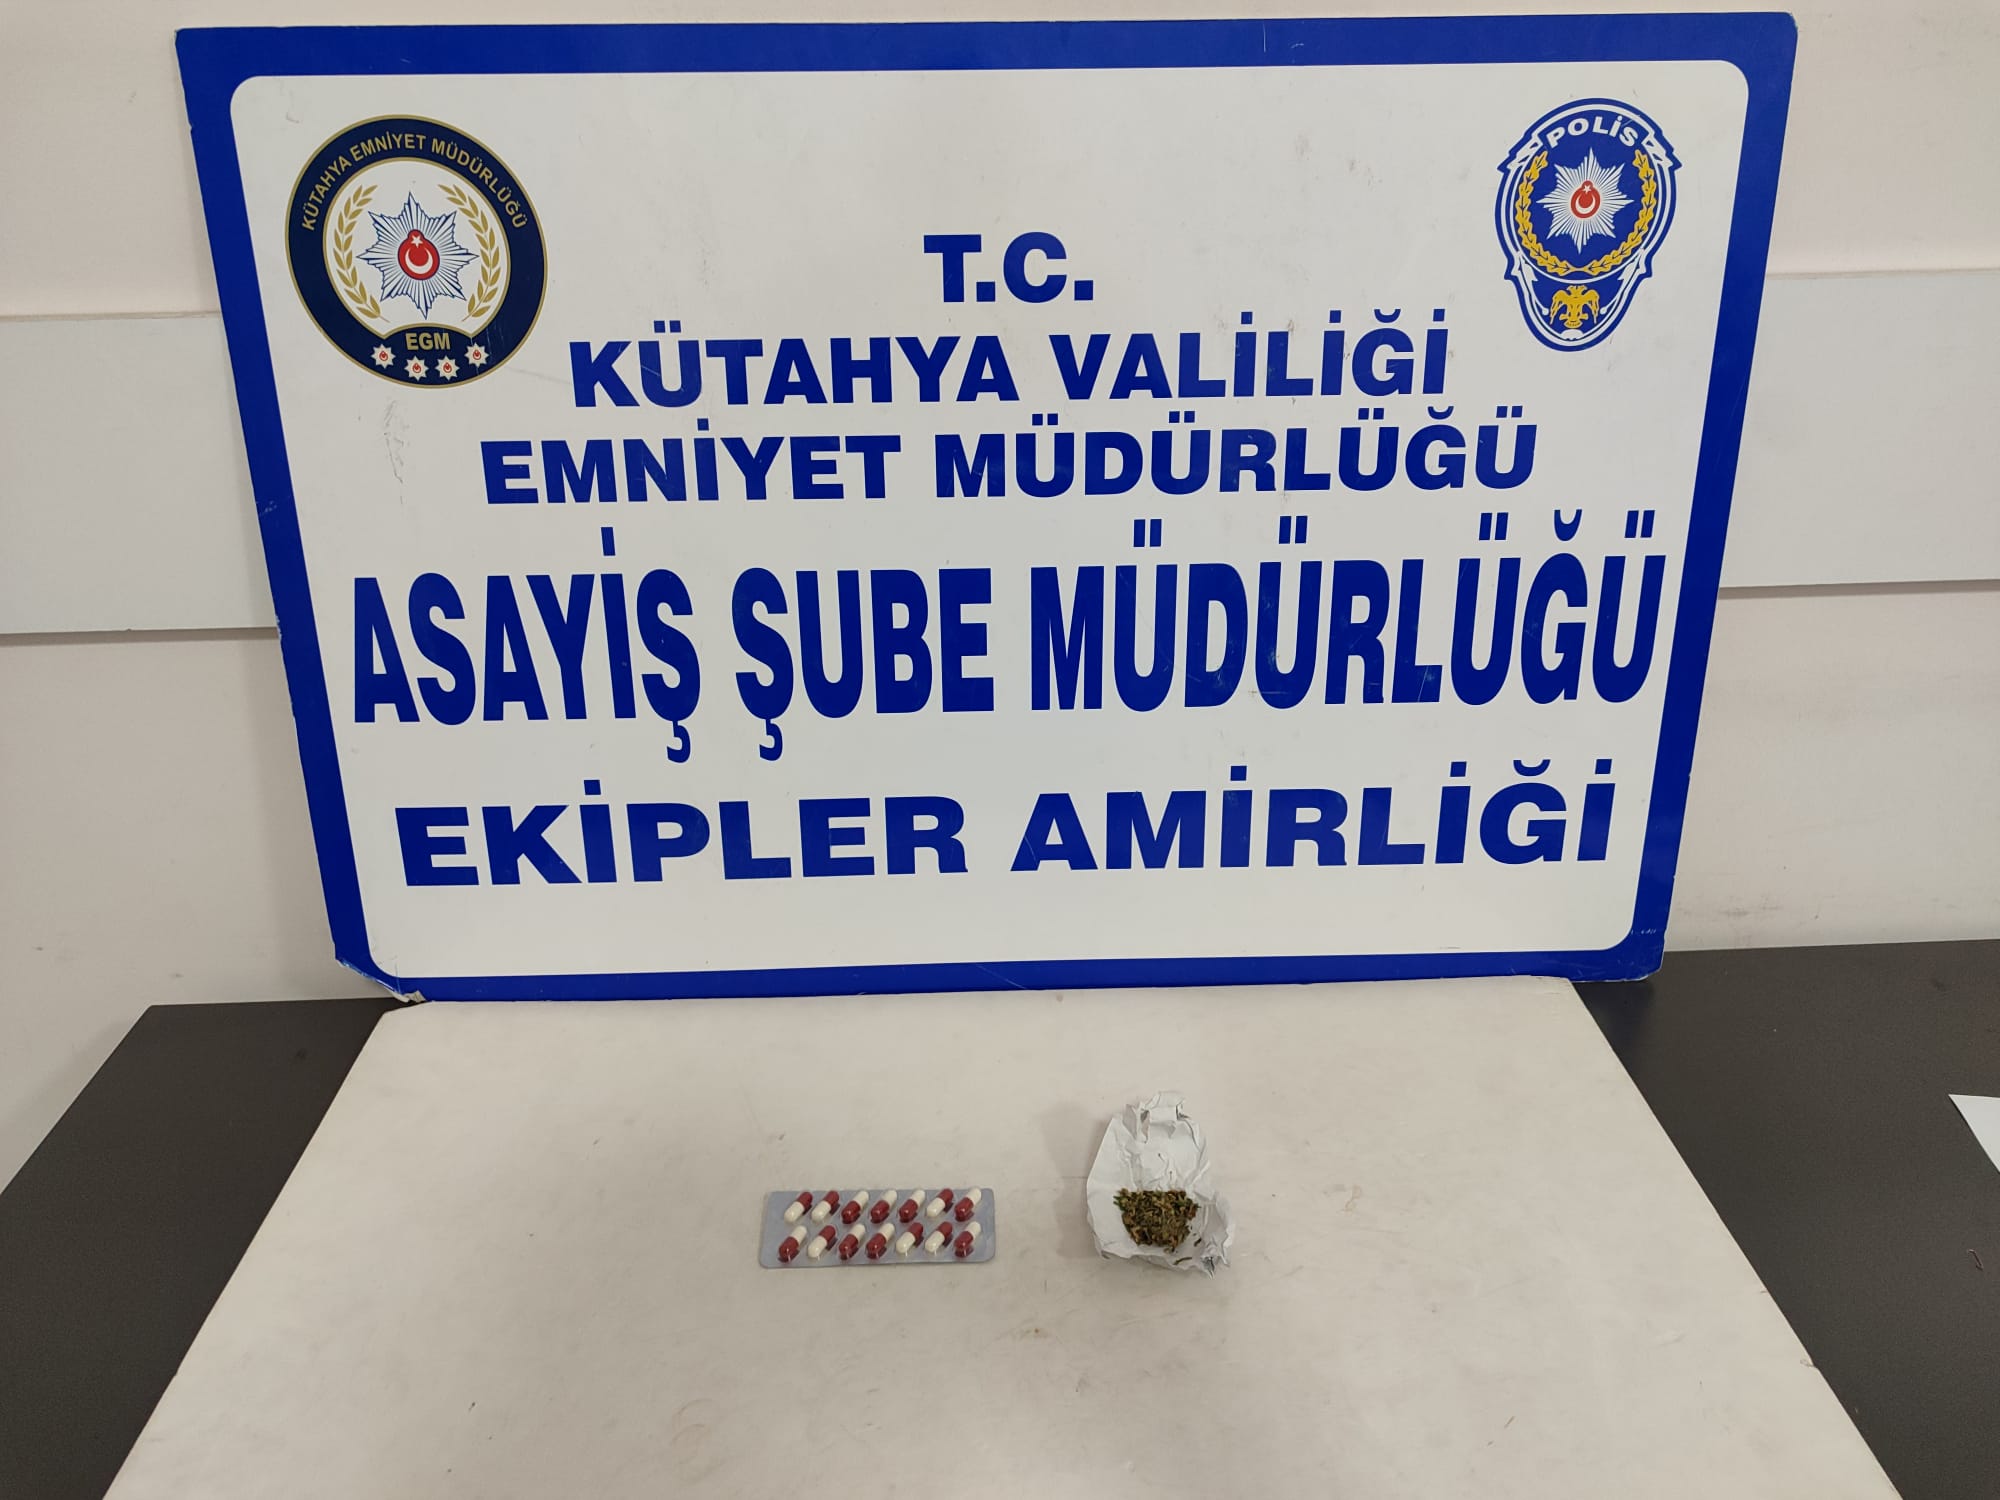 KÜTAHYA EMNİYET MÜDÜRLÜĞÜ
EGM
POLİS
T.C.
KÜTAHYA VALİLİĞİ
EMNİYET MÜDÜRLÜĞÜ
ASAYİŞ ŞUBE MÜDÜRLÜĞÜ
EKİPLER AMİRLİĞİ